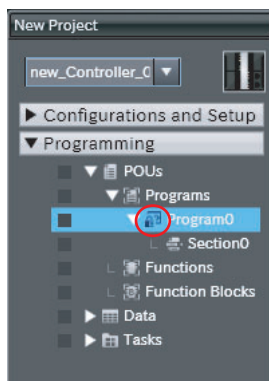 New Project
new_Controller_0
Configurations and Setup
Programming
POUs
Programs
Program0
Section0
Functions
Function Blocks
Data
Tasks